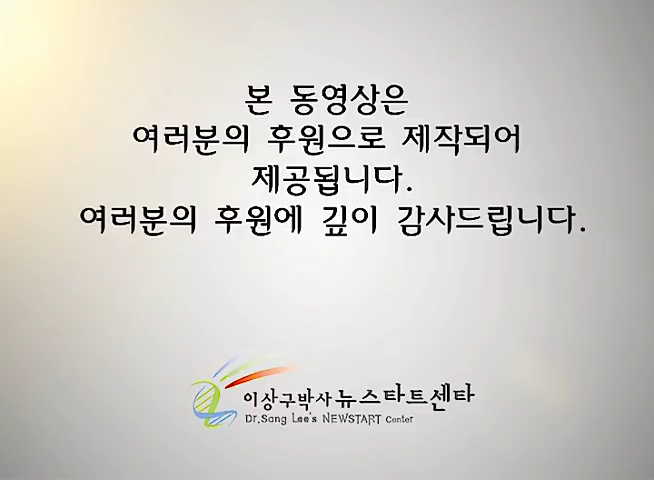 본 동영상은
여러분의 후원으로 제작되어
제공됩니다.
여러분의 후원에 깊이 감사드립니다.
이상구박사 뉴스타트센타
Dr.Sang Lee's NEWSTART Center